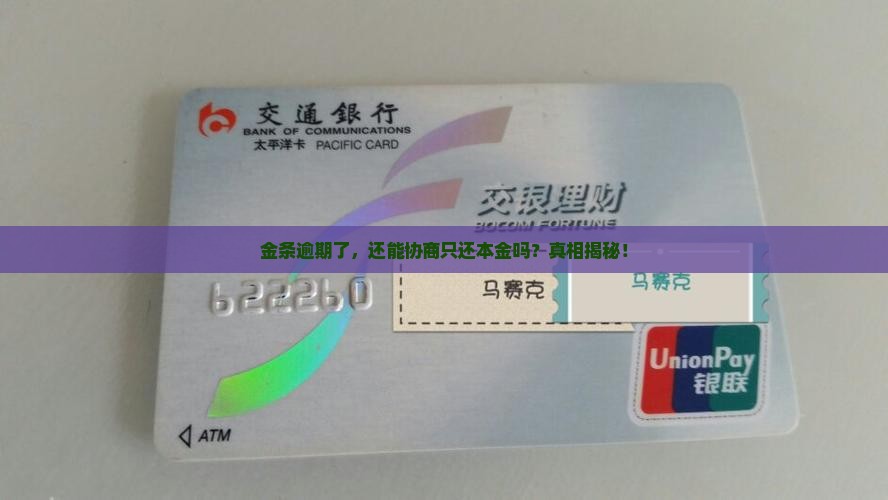 交通銀行
BANK OF COMMUNICATIONS
太平洋卡 PACIFIC CARD
交银理财
BOCOM FORTUNE
金条逾期了，还能协商只还本金吗？真相揭秘！
622260
马赛克
马赛克
UnionPay
银联
ATM